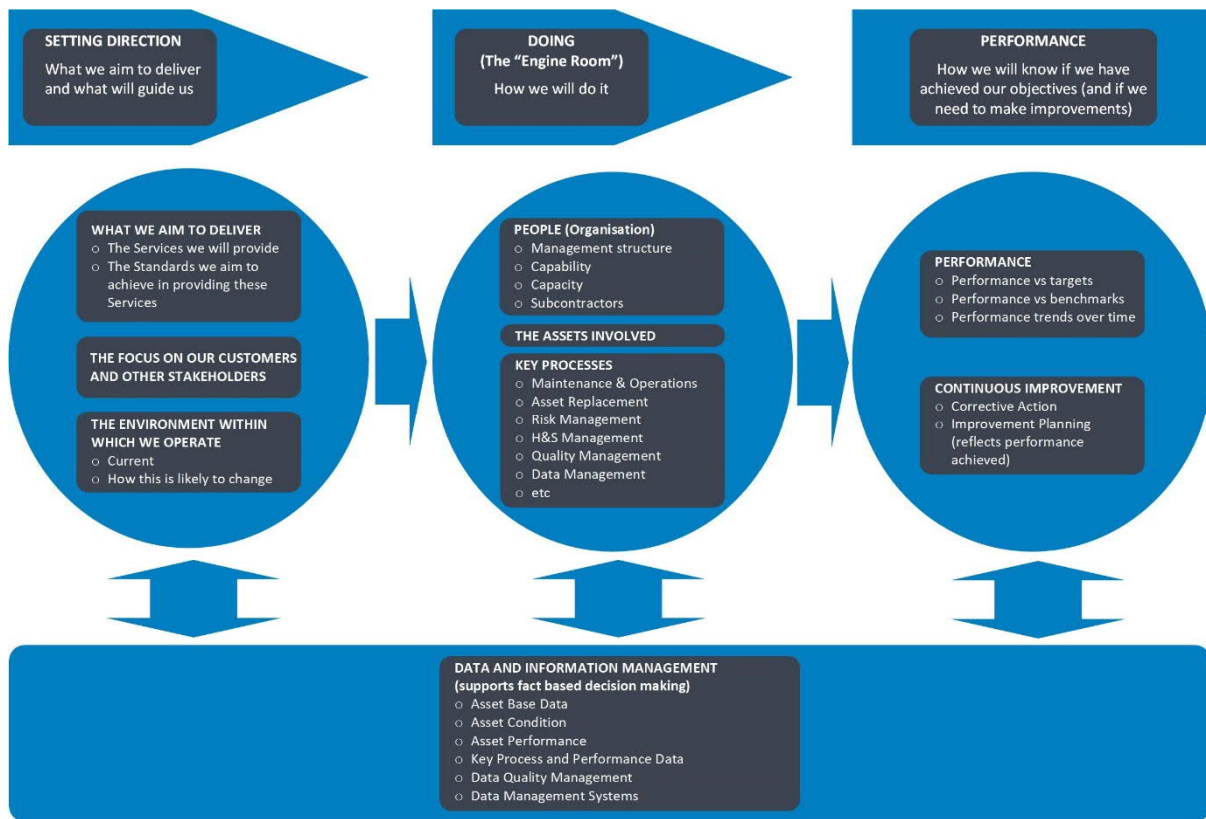 SETTING DIRECTION
What we aim to deliver
and what will guide us
DOING
(The “Engine Room”)
How we will do it
PERFORMANCE
How we will know if we have
achieved our objectives (and if we
need to make improvements)
WHAT WE AIM TO DELIVER
○ The Services we will provide
○ The Standards we aim to
achieve in providing these
Services
THE FOCUS ON OUR CUSTOMERS
AND OTHER STAKEHOLDERS
THE ENVIRONMENT WITHIN
WHICH WE OPERATE
○ Current
○ How this is likely to change
PEOPLE (Organisation)
○ Management structure
○ Capability
○ Capacity
○ Subcontractors
THE ASSETS INVOLVED
KEY PROCESSES
○ Maintenance & Operations
○ Asset Replacement
○ Risk Management
○ H&S Management
○ Quality Management
○ Data Management
○ etc
PERFORMANCE
○ Performance vs targets
○ Performance vs benchmarks
○ Performance trends over time
CONTINUOUS IMPROVEMENT
○ Corrective Action
○ Improvement Planning
(reflects performance
achieved)
DATA AND INFORMATION MANAGEMENT
(supports fact based decision making)
○ Asset Base Data
○ Asset Condition
○ Asset Performance
○ Key Process and Performance Data
○ Data Quality Management
○ Data Management Systems